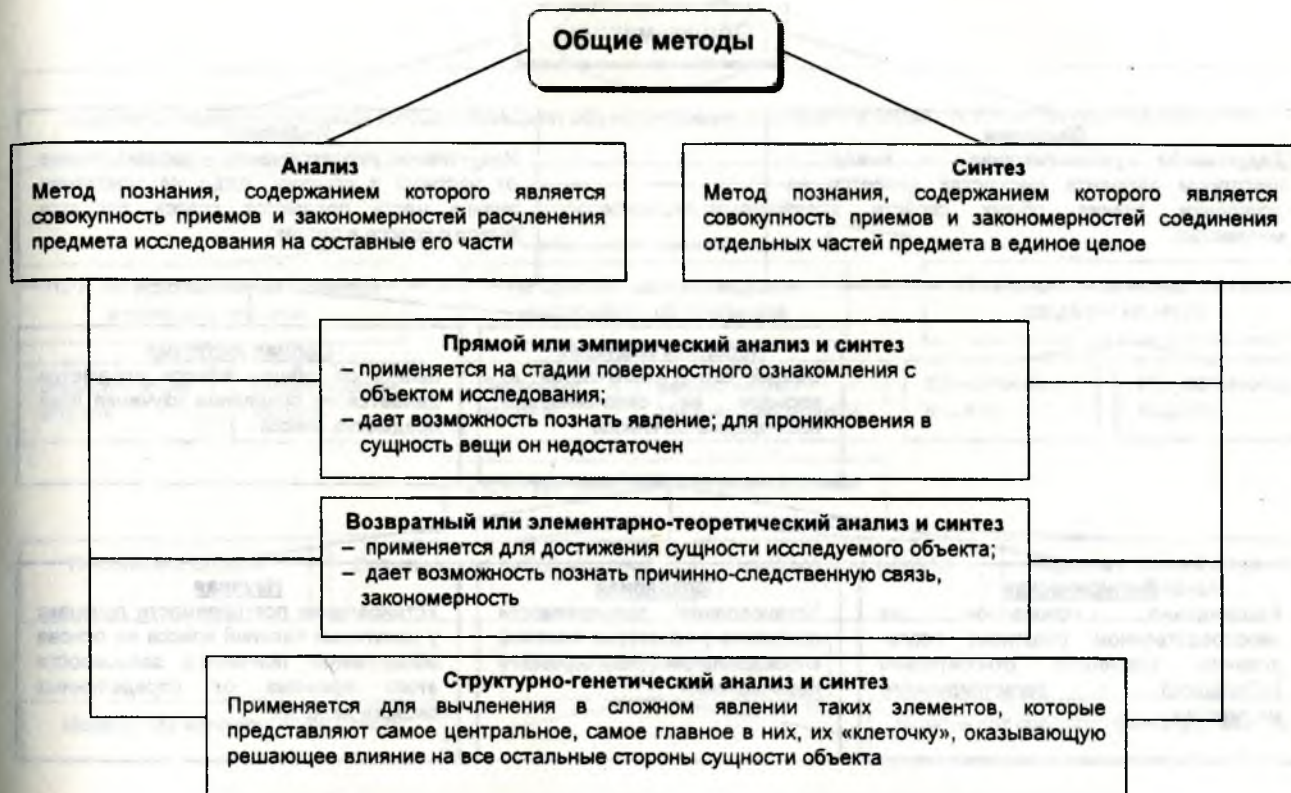 Общие методы
Анализ
Метод познания, содержанием которого является
совокупность приемов и закономерностей расчленения
предмета исследования на составные его части
Синтез
Метод познания, содержанием которого является
совокупность приемов и закономерностей соединения
отдельных частей предмета в единое целое
Прямой или эмпирический анализ и синтез
– применяется на стадии поверхностного ознакомления с
объектом исследования;
– дает возможность познать явление; для проникновения в
сущность вещи он недостаточен
Возвратный или элементарно-теоретический анализ и синтез
– применяется для достижения сущности исследуемого объекта;
– дает возможность познать причинно-следственную связь,
закономерность
Структурно-генетический анализ и синтез
Применяется для вычленения в сложном явлении таких элементов, которые
представляют самое центральное, самое главное в них, их «клеточку», оказывающую
решающее влияние на все остальные стороны сущности объекта